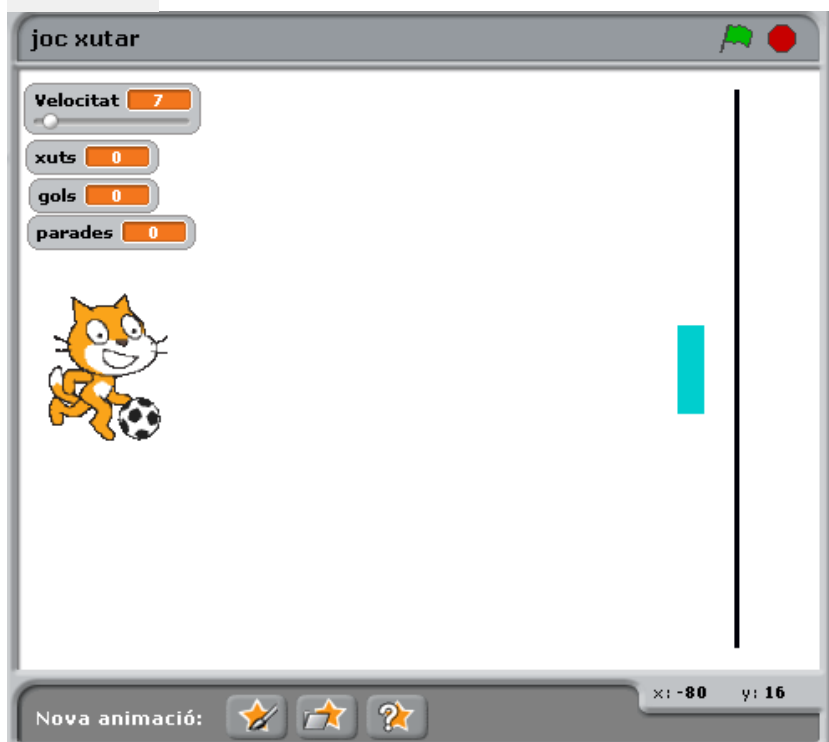 joc xutar
Velocitat 7
xuts 0
gols 0
parades 0
x: -80 y: 16
Nova animació: